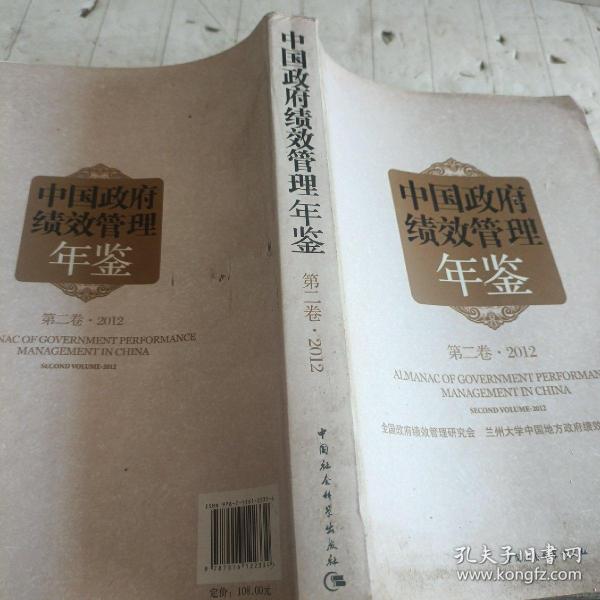 中国政府
绩效管理
年鉴
第二卷·2012
ALMANAC OF GOVERNMENT PERFORMAN
MANAGEMENT IN CHINA
SECOND VOLUME·2012
全国政府绩效管理研究会 兰州大学中国地方政府绩效
中国政府绩效管理年鉴
第二卷·2012
中国社会科学出版社
中国政府
绩效管理
年鉴
第二卷·2012
NAC OF GOVERNMENT PERFORMANCE
MANAGEMENT IN CHINA
SECOND VOLUME·2012
定价：108.00元
孔夫子旧书网
www.kongfz.com